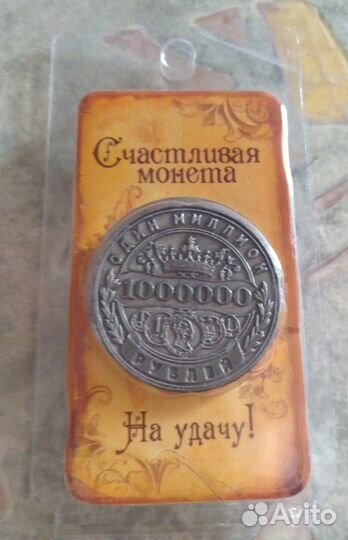 Счастливая
монета
ОДИН МИЛЛИОН
1000000
РУБЛЕЙ
На удачу!
Avito